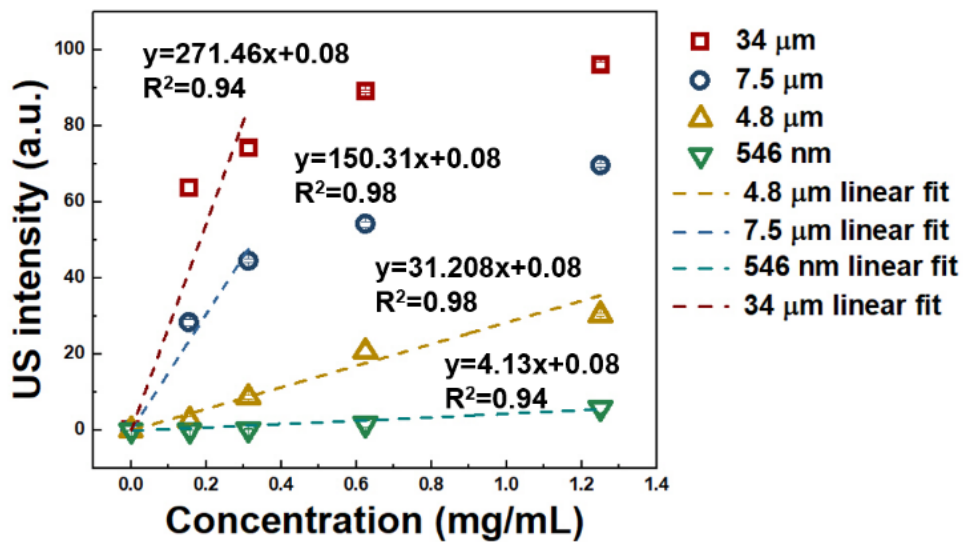 US intensity (a.u.)
100
80
60
40
20
0
y=271.46x+0.08
R²=0.94
y=150.31x+0.08
R²=0.98
y=31.208x+0.08
R²=0.98
y=4.13x+0.08
R²=0.94
0.0 0.2 0.4 0.6 0.8 1.0 1.2 1.4
Concentration (mg/mL)
34 μm
7.5 μm
4.8 μm
546 nm
4.8 μm linear fit
7.5 μm linear fit
546 nm linear fit
34 μm linear fit